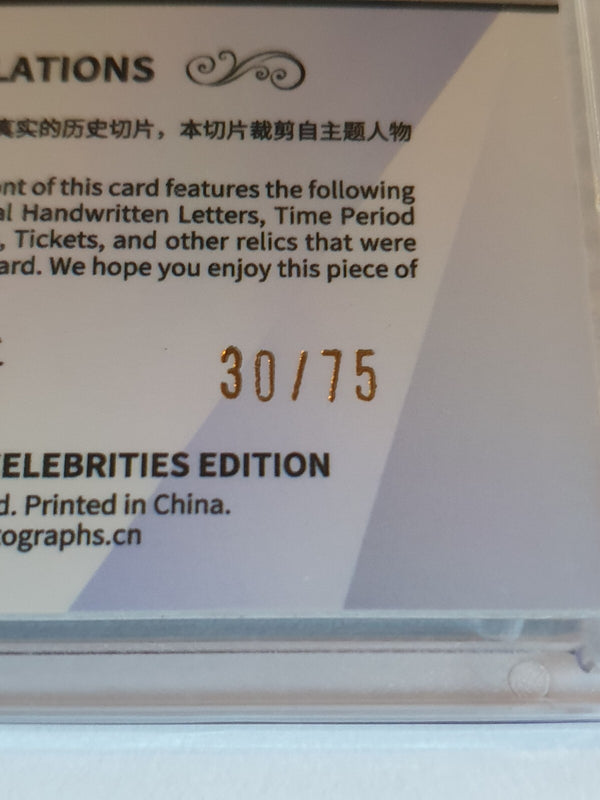 LATIONS
真实的历史切片，本切片裁剪自主题人物
nt of this card features the following
al Handwritten Letters, Time Period
, Tickets, and other relics that were
ard. We hope you enjoy this piece of
30/75
ELEBRITIES EDITION
d. Printed in China.
ographs.cn